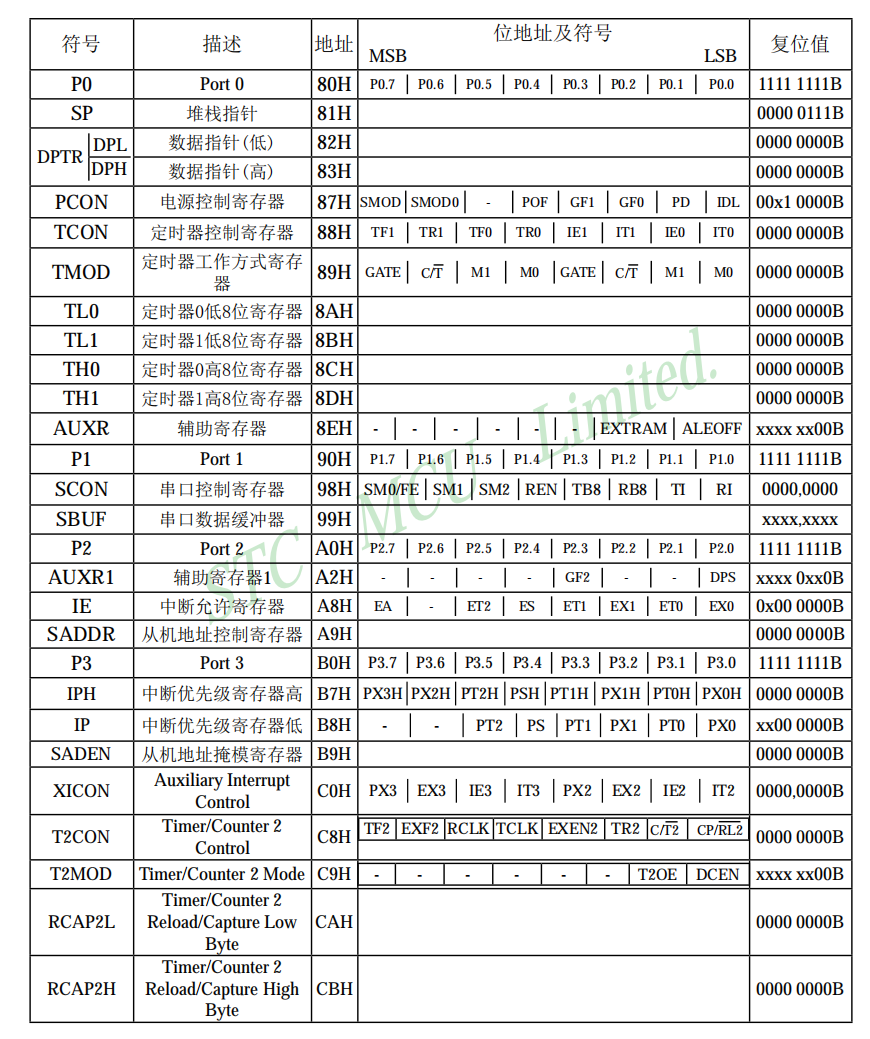 符号 描述 地址 位地址及符号 复位值
MSB LSB
P0 Port 0 80H P0.7 P0.6 P0.5 P0.4 P0.3 P0.2 P0.1 P0.0 1111 1111B
SP 堆栈指针 81H 0000 0111B
DPTR DPL 数据指针(低) 82H 0000 0000B
DPH 数据指针(高) 83H 0000 0000B
PCON 电源控制寄存器 87H SMOD SMOD0 - POF GF1 GF0 PD IDL 00x1 0000B
TCON 定时器控制寄存器 88H TF1 TR1 TF0 TR0 IE1 IT1 IE0 IT0 0000 0000B
TMOD 定时器工作方式寄存
器 89H GATE C/T̅ M1 M0 GATE C/T̅ M1 M0 0000 0000B
TL0 定时器0低8位寄存器 8AH 0000 0000B
TL1 定时器1低8位寄存器 8BH 0000 0000B
TH0 定时器0高8位寄存器 8CH 0000 0000B
TH1 定时器1高8位寄存器 8DH 0000 0000B
AUXR 辅助寄存器 8EH - - - - - - EXTRAM ALEOFF xxxx xx00B
P1 Port 1 90H P1.7 P1.6 P1.5 P1.4 P1.3 P1.2 P1.1 P1.0 1111 1111B
SCON 串口控制寄存器 98H SM0/FE SM1 SM2 REN TB8 RB8 TI RI 0000,0000
SBUF 串口数据缓冲器 99H xxxx,xxxx
P2 Port 2 A0H P2.7 P2.6 P2.5 P2.4 P2.3 P2.2 P2.1 P2.0 1111 1111B
AUXR1 辅助寄存器1 A2H - - - - GF2 - - DPS xxxx 0xx0B
IE 中断允许寄存器 A8H EA - ET2 ES ET1 EX1 ET0 EX0 0x00 0000B
SADDR 从机地址控制寄存器 A9H 0000 0000B
P3 Port 3 B0H P3.7 P3.6 P3.5 P3.4 P3.3 P3.2 P3.1 P3.0 1111 1111B
IPH 中断优先级寄存器高 B7H PX3H PX2H PT2H PSH PT1H PX1H PT0H PX0H 0000 0000B
IP 中断优先级寄存器低 B8H - - PT2 PS PT1 PX1 PT0 PX0 xx00 0000B
SADEN 从机地址掩模寄存器 B9H 0000 0000B
XICON Auxiliary Interrupt
Control C0H PX3 EX3 IE3 IT3 PX2 EX2 IE2 IT2 0000,0000B
T2CON Timer/Counter 2
Control C8H TF2 EXF2 RCLK TCLK EXEN2 TR2 C/T̅2̅ CP/R̅L̅2̅ 0000 0000B
T2MOD Timer/Counter 2 Mode C9H - - - - - - T2OE DCEN xxxx xx00B
RCAP2L Timer/Counter 2
Reload/Capture Low
Byte CAH 0000 0000B
RCAP2H Timer/Counter 2
Reload/Capture High
Byte CBH 0000 0000B
STC MCU Limited.